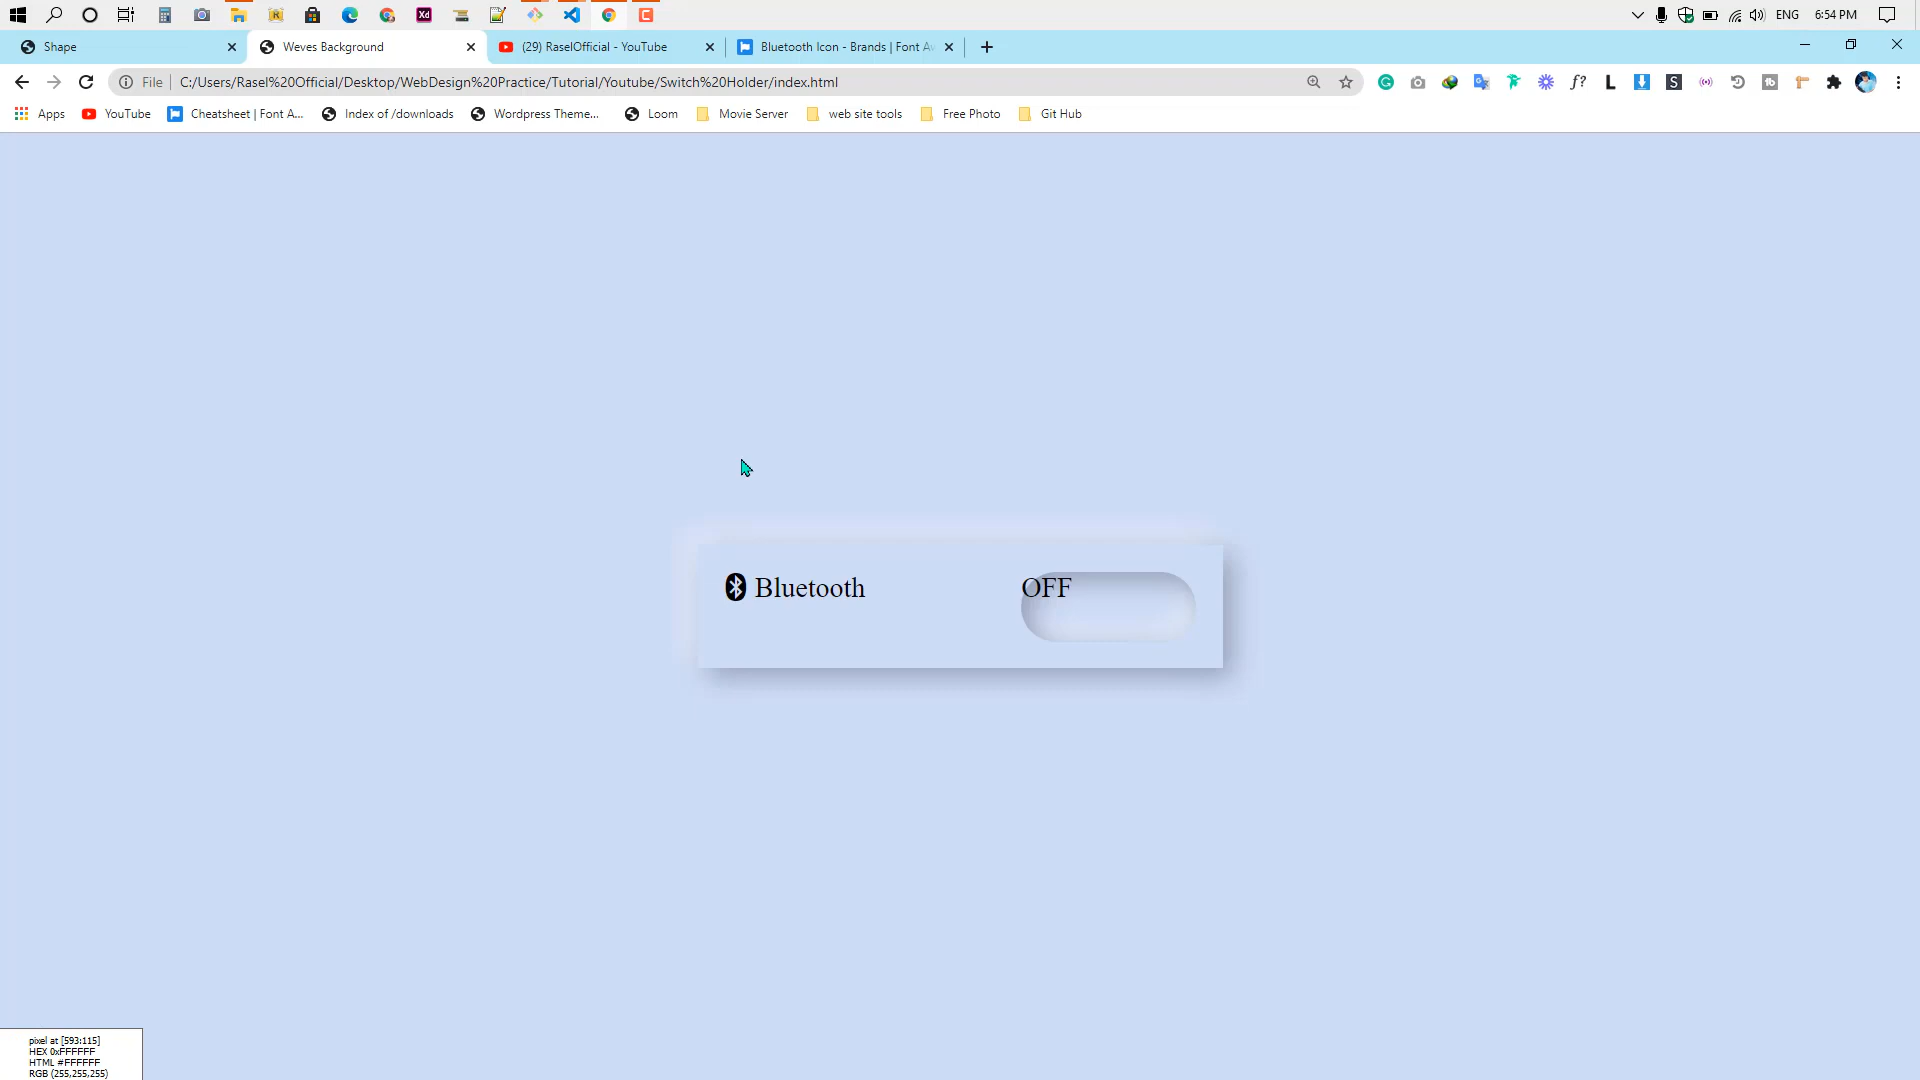 ENG 6:54 PM
Shape
Weves Background
(29) RaselOfficial - YouTube
Bluetooth Icon - Brands | Font Aw
File
C:/Users/Rasel%20Official/Desktop/WebDesign%20Practice/Tutorial/Youtube/Switch%20Holder/index.html
Apps
YouTube
Cheatsheet | Font A...
Index of /downloads
Wordpress Theme...
Loom
Movie Server
web site tools
Free Photo
Git Hub
Bluetooth
OFF
pixel at [593:115]
HEX 0xFFFFFF
HTML #FFFFFF
RGB (255,255,255)